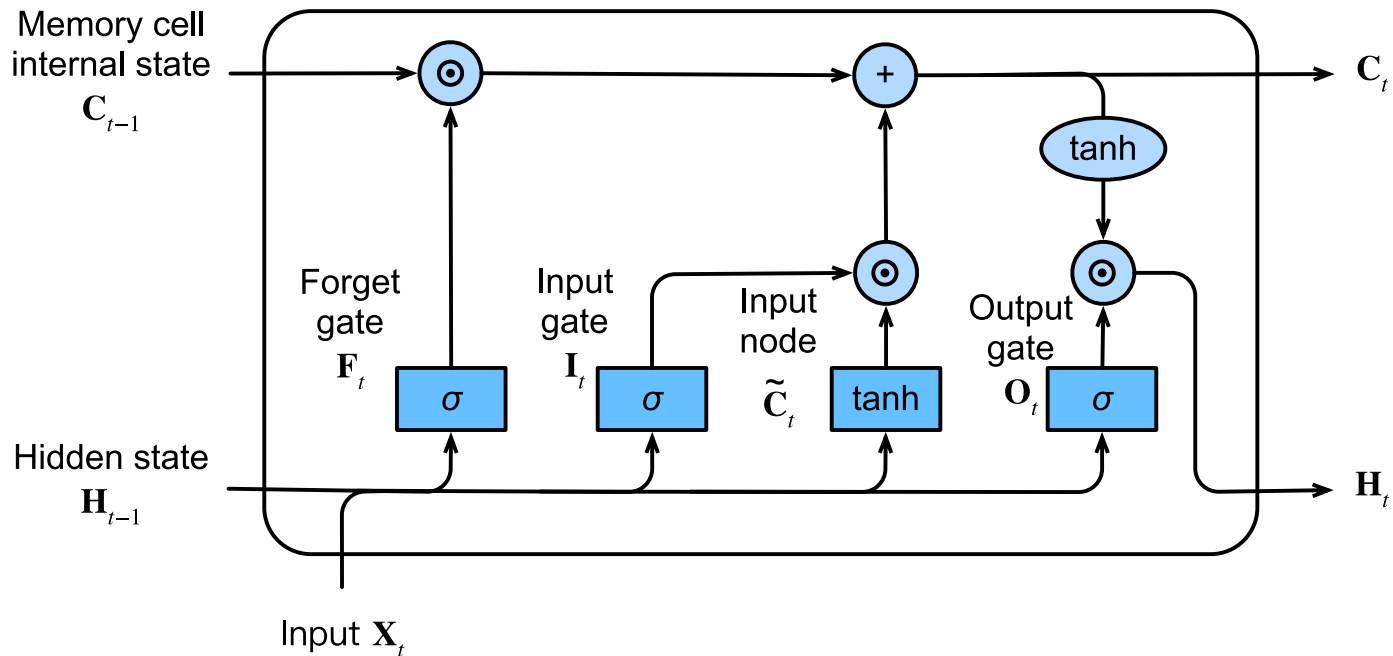 Memory cell
internal state
C_{t−1}
⊙
+
C_t
tanh
Forget
gate
F_t
Input
gate
I_t
⊙
Input
node
C̃_t
⊙
Output
gate
O_t
σ
σ
tanh
σ
Hidden state
H_{t−1}
H_t
Input X_t